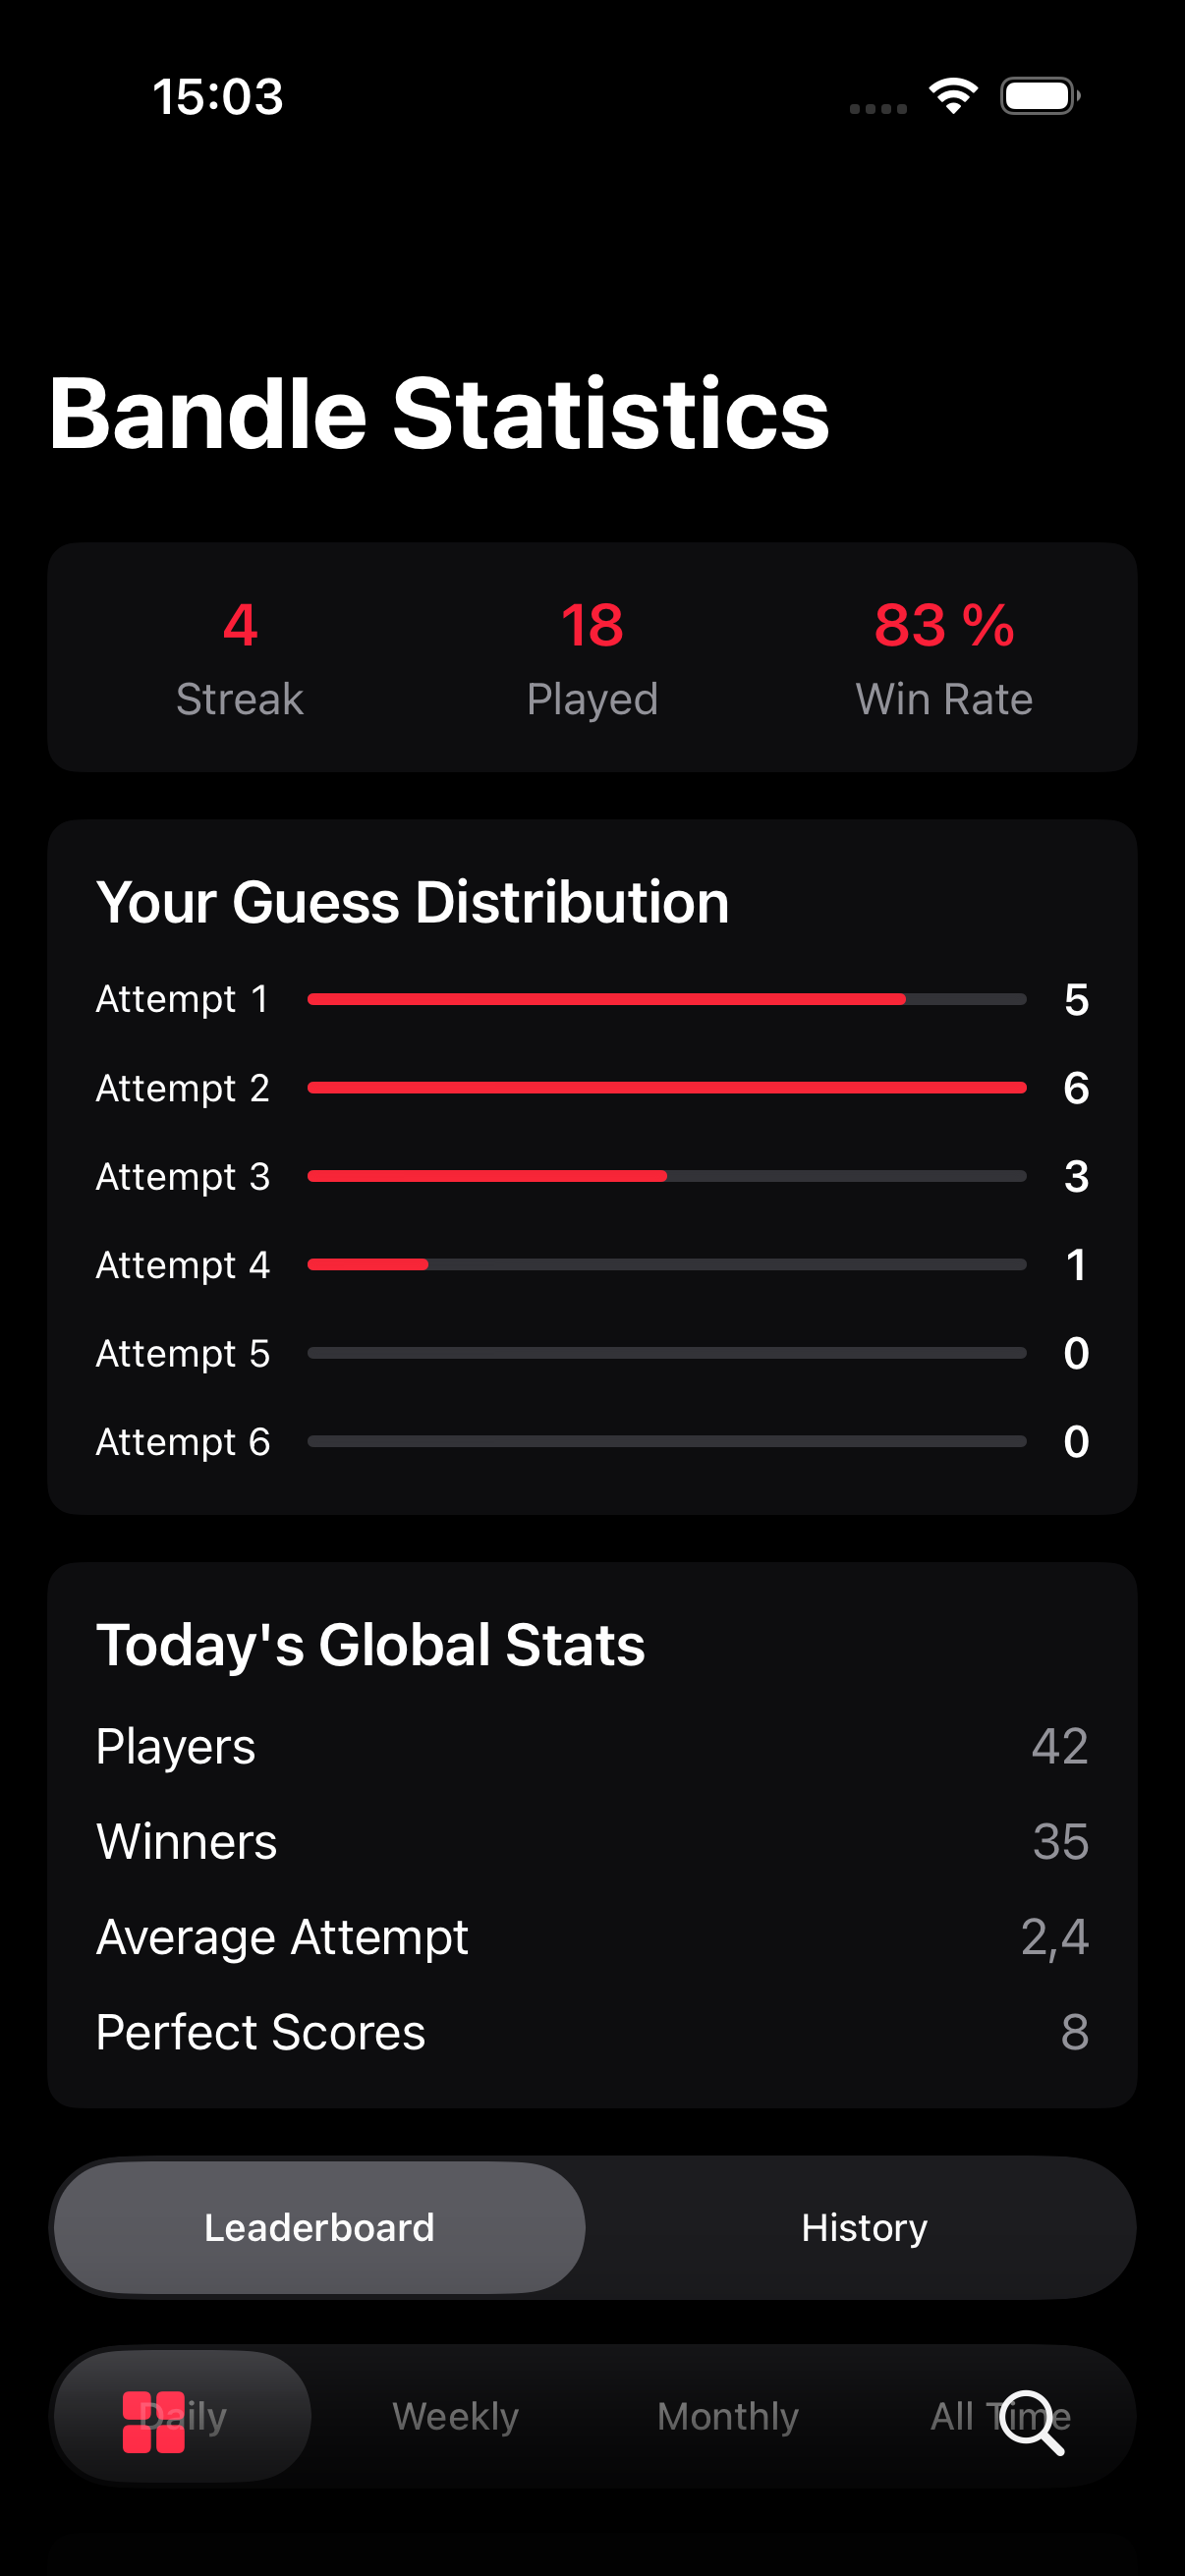 15:03
Bandle Statistics
4 18 83 %
Streak Played Win Rate
Your Guess Distribution
Attempt 1 5
Attempt 2 6
Attempt 3 3
Attempt 4 1
Attempt 5 0
Attempt 6 0
Today's Global Stats
Players 42
Winners 35
Average Attempt 2,4
Perfect Scores 8
Leaderboard History
Daily Weekly Monthly All Time